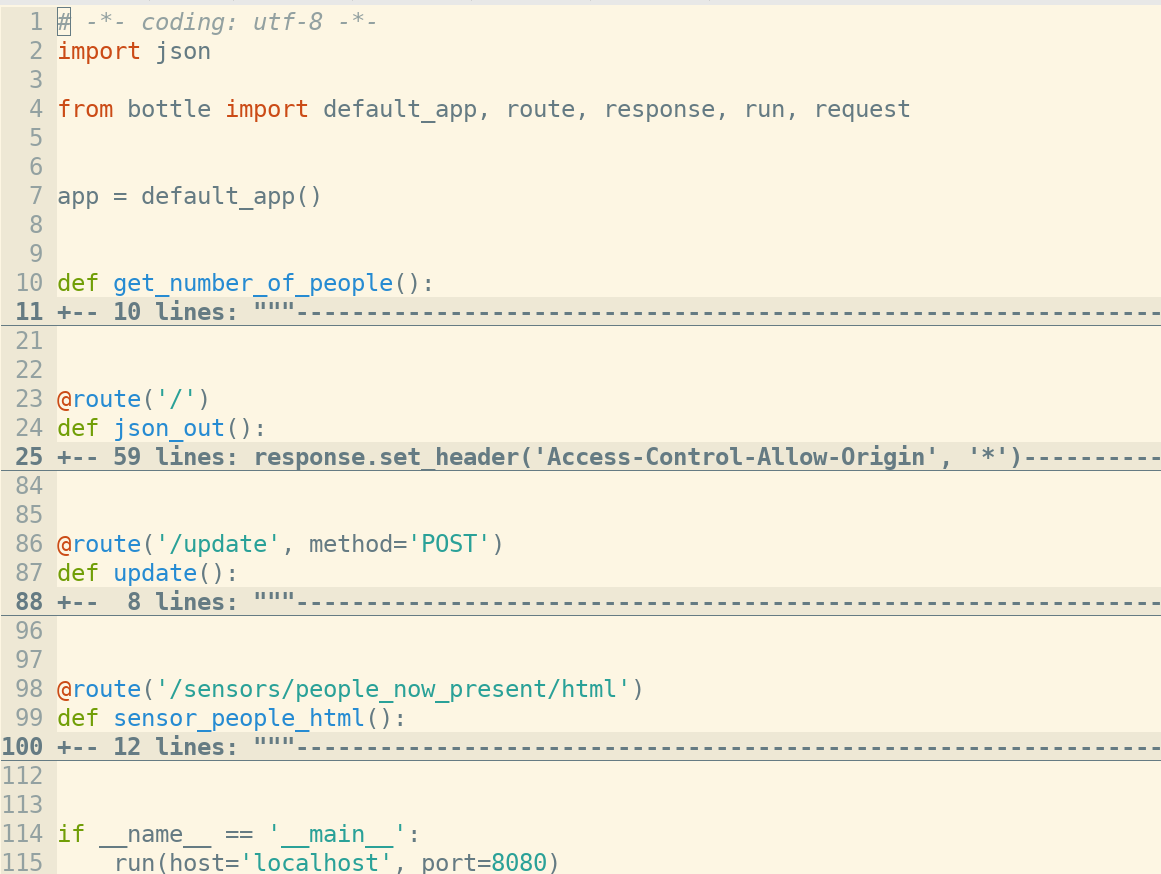 1 # -*- coding: utf-8 -*-
2 import json
3
4 from bottle import default_app, route, response, run, request
5
6
7 app = default_app()
8
9
10 def get_number_of_people():
11 +-- 10 lines: """--------------------------------------------------------------
21
22
23 @route('/')
24 def json_out():
25 +-- 59 lines: response.set_header('Access-Control-Allow-Origin', '*')----------
84
85
86 @route('/update', method='POST')
87 def update():
88 +--  8 lines: """--------------------------------------------------------------
96
97
98 @route('/sensors/people_now_present/html')
99 def sensor_people_html():
100 +-- 12 lines: """--------------------------------------------------------------
112
113
114 if __name__ == '__main__':
115     run(host='localhost', port=8080)